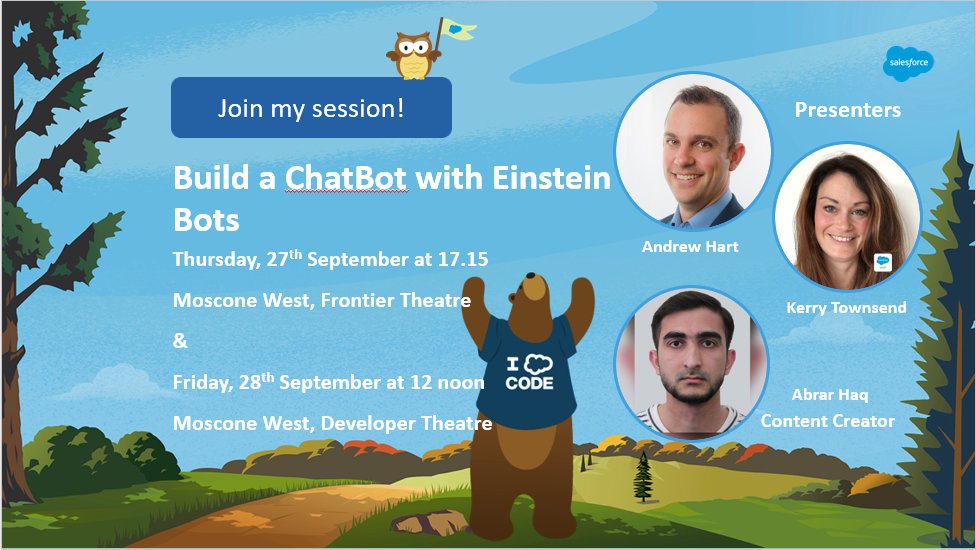 salesforce
Join my session!
Presenters
Build a ChatBot with Einstein
Bots
Thursday, 27th September at 17.15
Moscone West, Frontier Theatre
&
Friday, 28th September at 12 noon
Moscone West, Developer Theatre
Andrew Hart
Kerry Townsend
Abrar Haq
Content Creator
I
CODE